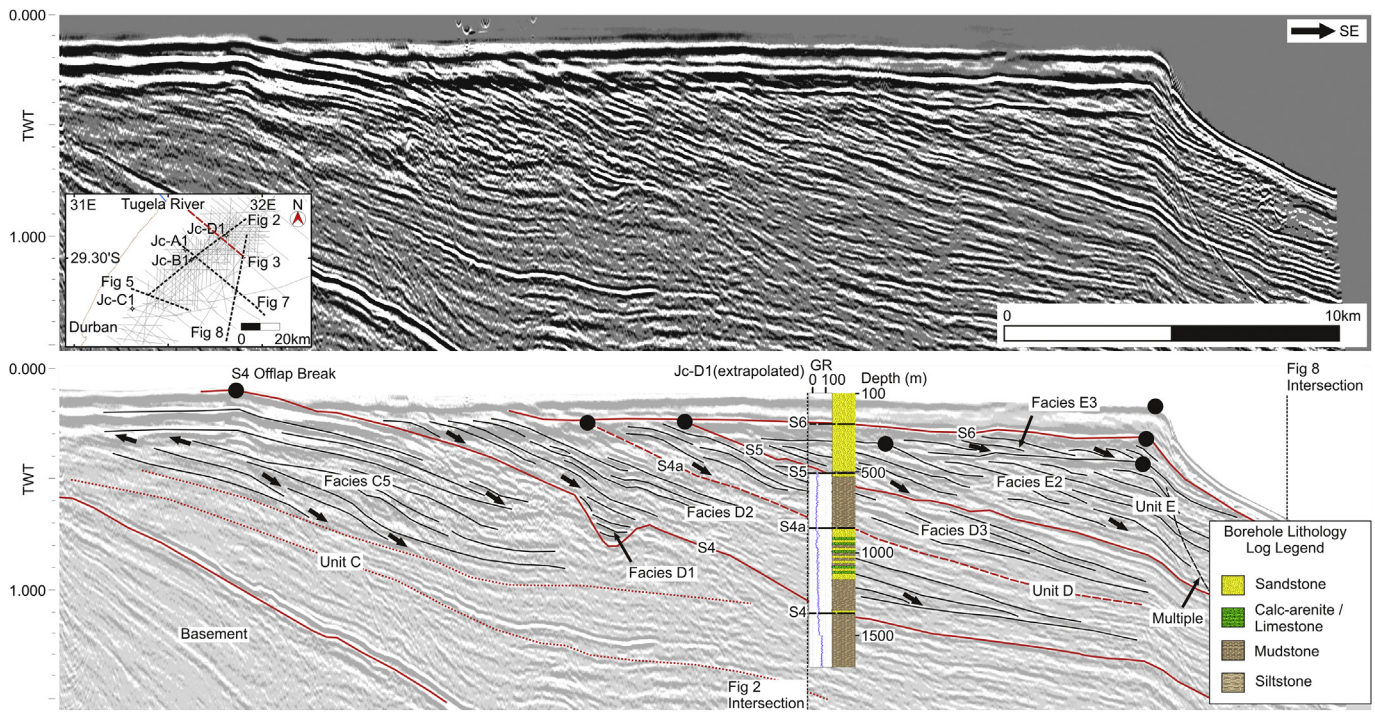 0.000
SE
TWT
1.000
31E
Tugela River
32E
N
Fig 2
Jc-D1
Jc-A1
Jc-B1
29.30'S
Fig 3
Fig 5
Jc-C1
Fig 7
Durban
Fig 8
0
20km
0
10km
0.000
S4 Offlap Break
Jc-D1(extrapolated)
GR
0 100
Depth (m)
100
Fig 8
Intersection
Facies E3
S6
S6
S5
S4a
S5
500
Facies C5
Facies E2
TWT
Facies D2
Unit E
S4a
Facies D3
S4
1000
Unit C
Facies D1
1.000
Unit D
Multiple
S4
1500
Basement
Fig 2
Intersection
Borehole Lithology
Log Legend
Sandstone
Calc-arenite /
Limestone
Mudstone
Siltstone